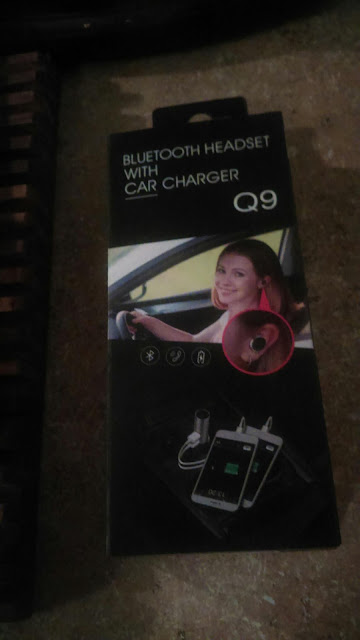 BLUETOOTH HEADSET
WITH
CAR CHARGER
Q9